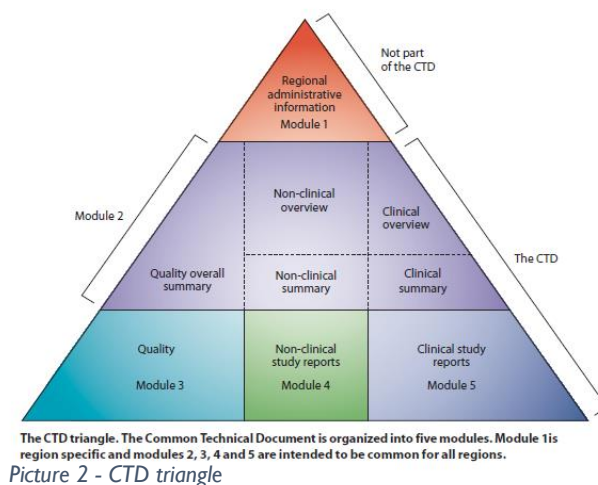 Not part
of the CTD
Regional
administrative
information
Module 1
Module 2
Non-clinical
overview
Clinical
overview
The CTD
Quality overall
summary
Non-clinical
summary
Clinical
summary
Quality
Module 3
Non-clinical
study reports
Module 4
Clinical study
reports
Module 5
The CTD triangle. The Common Technical Document is organized into five modules. Module 1is
region specific and modules 2, 3, 4 and 5 are intended to be common for all regions.
Picture 2 - CTD triangle